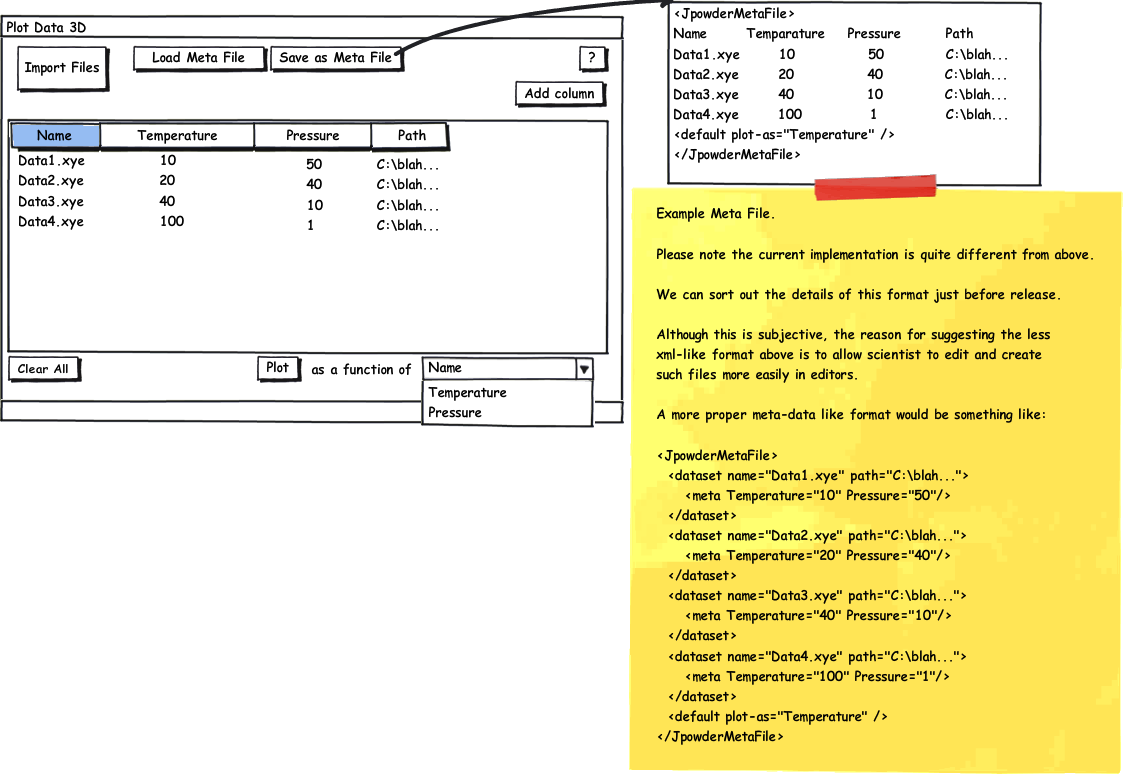 Plot Data 3D
Import Files
Load Meta File
Save as Meta File
?
Add column
Name Temperature Pressure Path
Data1.xye 10 50 C:\blah...
Data2.xye 20 40 C:\blah...
Data3.xye 40 10 C:\blah...
Data4.xye 100 1 C:\blah...
Clear All
Plot as a function of Name
Temperature
Pressure
<JpowderMetaFile>
Name Temparature Pressure Path
Data1.xye 10 50 C:\blah...
Data2.xye 20 40 C:\blah...
Data3.xye 40 10 C:\blah...
Data4.xye 100 1 C:\blah...
<default plot-as="Temperature" />
</JpowderMetaFile>
Example Meta File.
Please note the current implementation is quite different from above.
We can sort out the details of this format just before release.
Although this is subjective, the reason for suggesting the less
xml-like format above is to allow scientist to edit and create
such files more easily in editors.
A more proper meta-data like format would be something like:
<JpowderMetaFile>
<dataset name="Data1.xye" path="C:\blah...">
<meta Temperature="10" Pressure="50"/>
</dataset>
<dataset name="Data2.xye" path="C:\blah...">
<meta Temperature="20" Pressure="40"/>
</dataset>
<dataset name="Data3.xye" path="C:\blah...">
<meta Temperature="40" Pressure="10"/>
</dataset>
<dataset name="Data4.xye" path="C:\blah...">
<meta Temperature="100" Pressure="1"/>
</dataset>
<default plot-as="Temperature" />
</JpowderMetaFile>